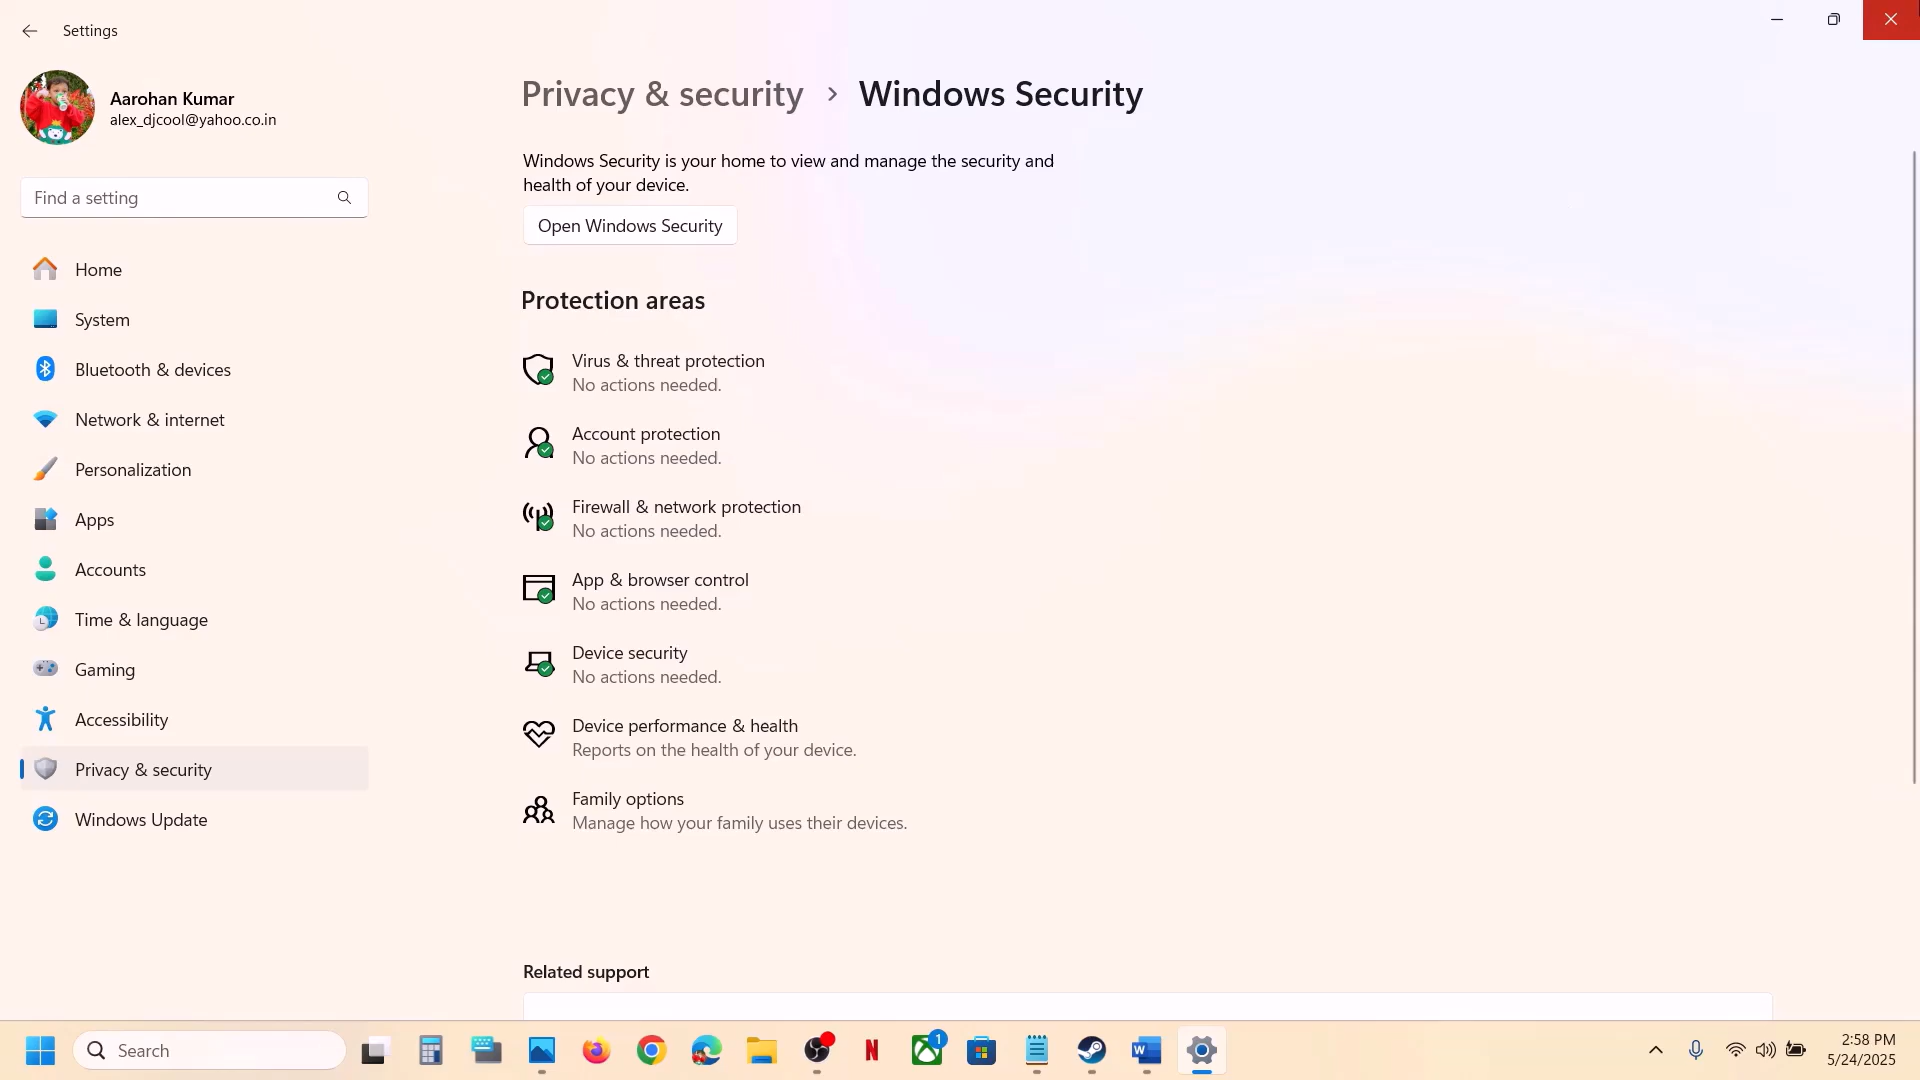 Settings
Aarohan Kumar
alex_djcool@yahoo.co.in
Find a setting
Home
System
Bluetooth & devices
Network & internet
Personalization
Apps
Accounts
Time & language
Gaming
Accessibility
Privacy & security
Windows Update
Privacy & security > Windows Security
Windows Security is your home to view and manage the security and
health of your device.
Open Windows Security
Protection areas
Virus & threat protection
No actions needed.
Account protection
No actions needed.
Firewall & network protection
No actions needed.
App & browser control
No actions needed.
Device security
No actions needed.
Device performance & health
Reports on the health of your device.
Family options
Manage how your family uses their devices.
Related support
Search
N
1
W
2:58 PM
5/24/2025